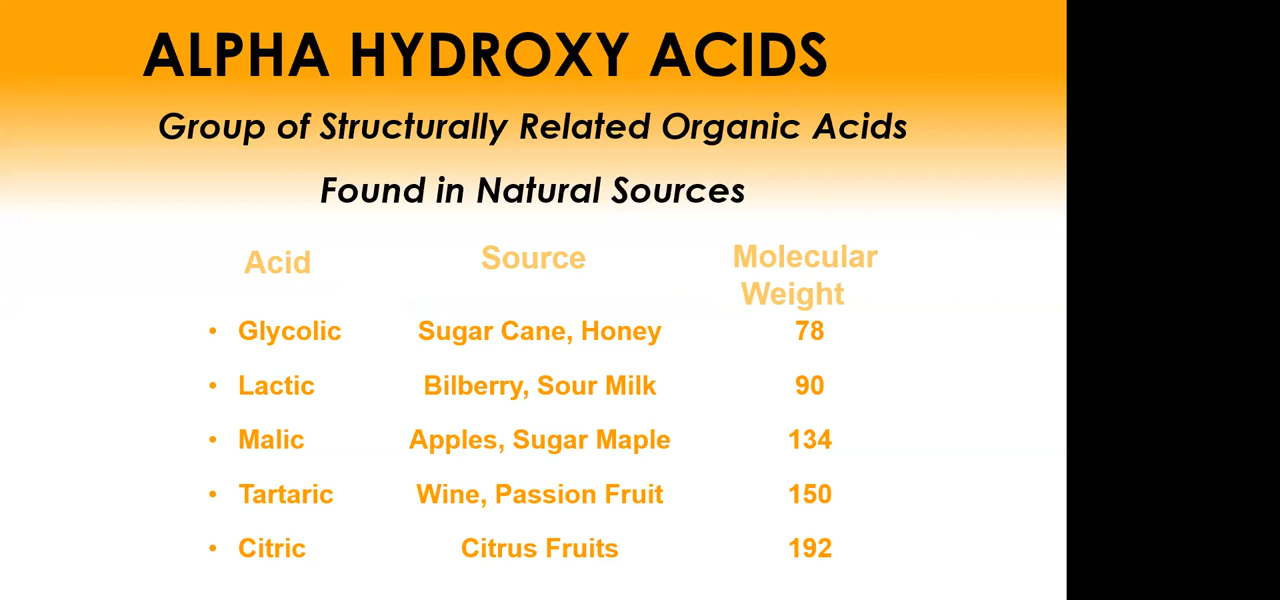 ALPHA HYDROXY ACIDS
Group of Structurally Related Organic Acids
Found in Natural Sources
Acid Source Molecular Weight
• Glycolic Sugar Cane, Honey 78
• Lactic Bilberry, Sour Milk 90
• Malic Apples, Sugar Maple 134
• Tartaric Wine, Passion Fruit 150
• Citric Citrus Fruits 192